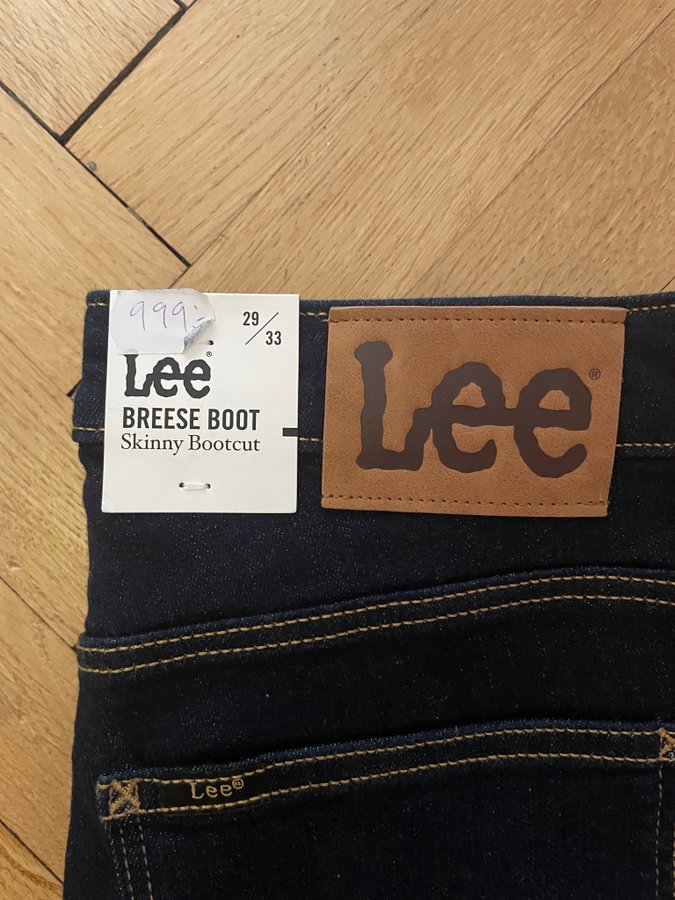 999:-
29/33
Lee®
BREESE BOOT
Skinny Bootcut
Lee®
Lee®